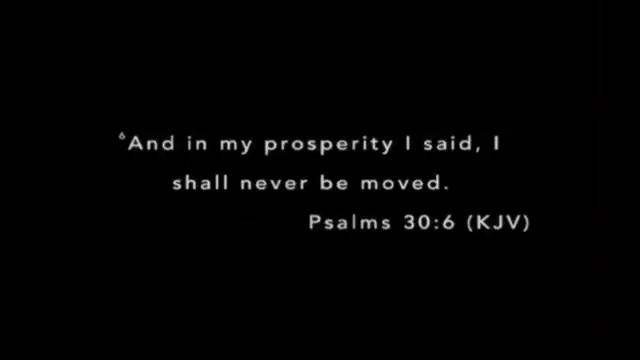 ⁶And in my prosperity I said, I
shall never be moved.
Psalms 30:6 (KJV)